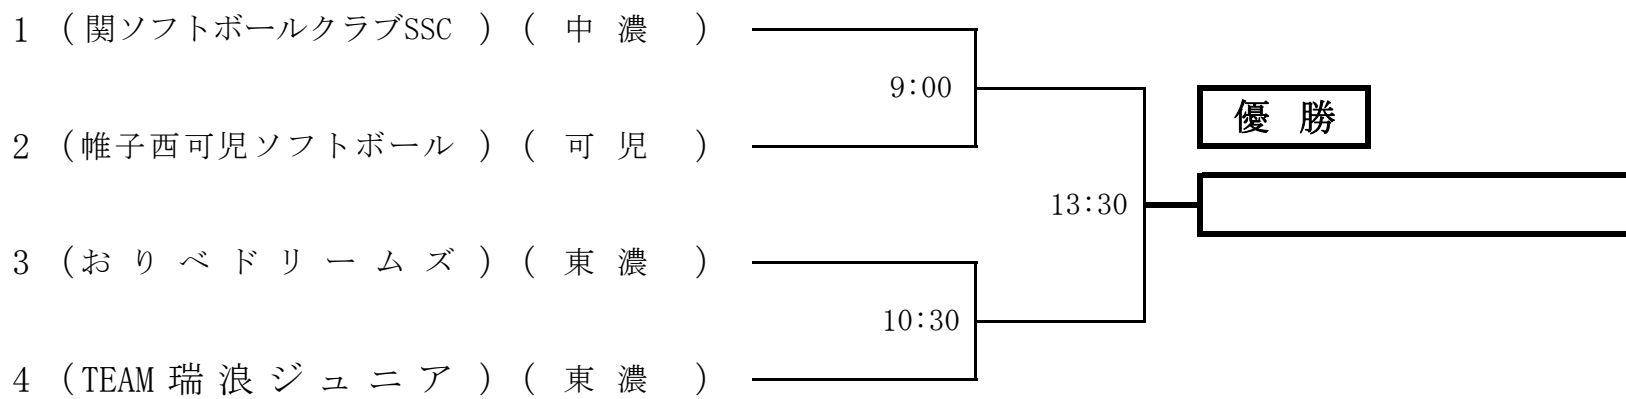 1 (関ソフトボールクラブSSC ) ( 中 濃 )
9:00
優 勝
2 (帷子西可児ソフトボール ) ( 可 児 )
13:30
3 (おりべドリームズ) ( 東 濃 )
10:30
4 (TEAM 瑞浪ジュニア) ( 東 濃 )